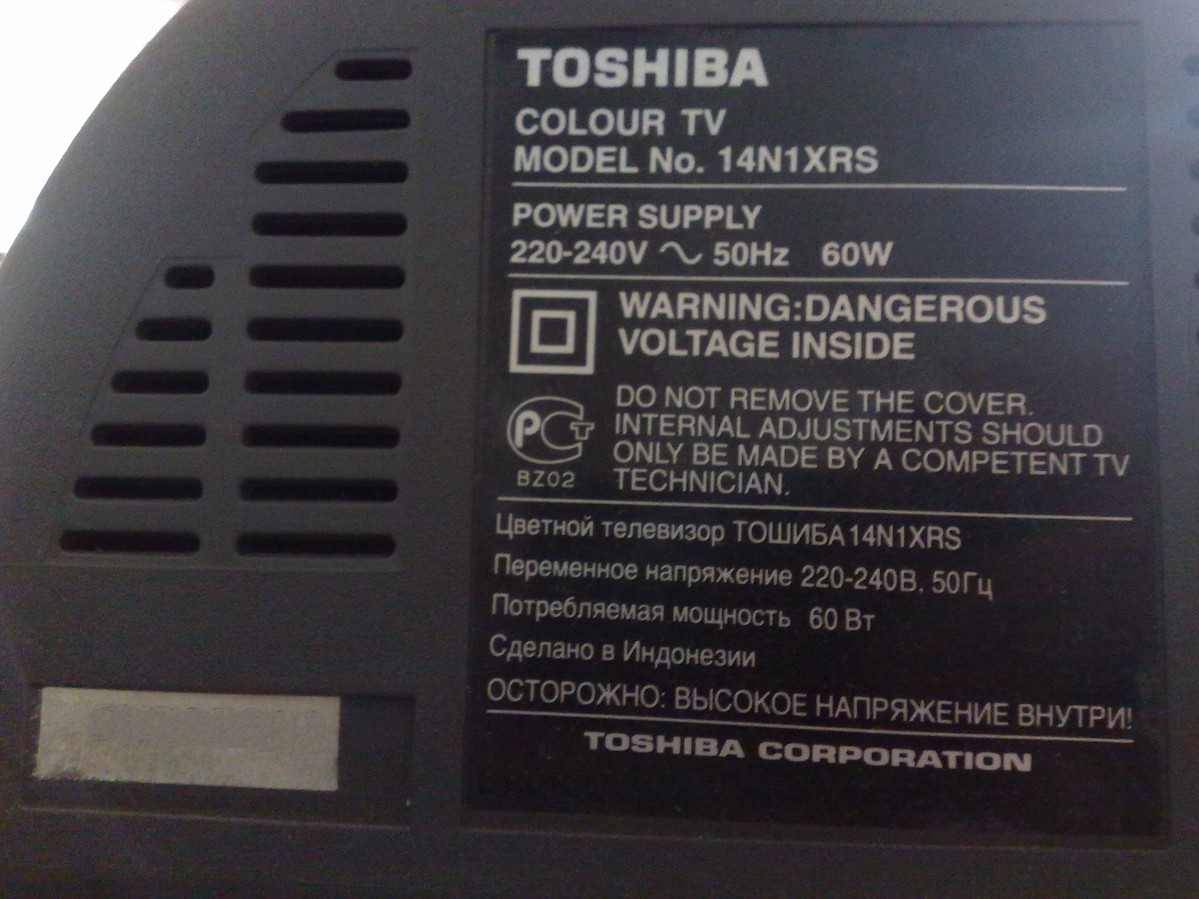 TOSHIBA
COLOUR TV
MODEL No. 14N1XRS
POWER SUPPLY
220-240V ~ 50Hz 60W
WARNING:DANGEROUS
VOLTAGE INSIDE
DO NOT REMOVE THE COVER.
INTERNAL ADJUSTMENTS SHOULD
ONLY BE MADE BY A COMPETENT TV
TECHNICIAN.
РСТ
BZ02
Цветной телевизор ТОШИБА14N1XRS
Переменное напряжение 220-240В, 50Гц
Потребляемая мощность 60 Вт
Сделано в Индонезии
ОСТОРОЖНО: ВЫСОКОЕ НАПРЯЖЕНИЕ ВНУТРИ!
TOSHIBA CORPORATION